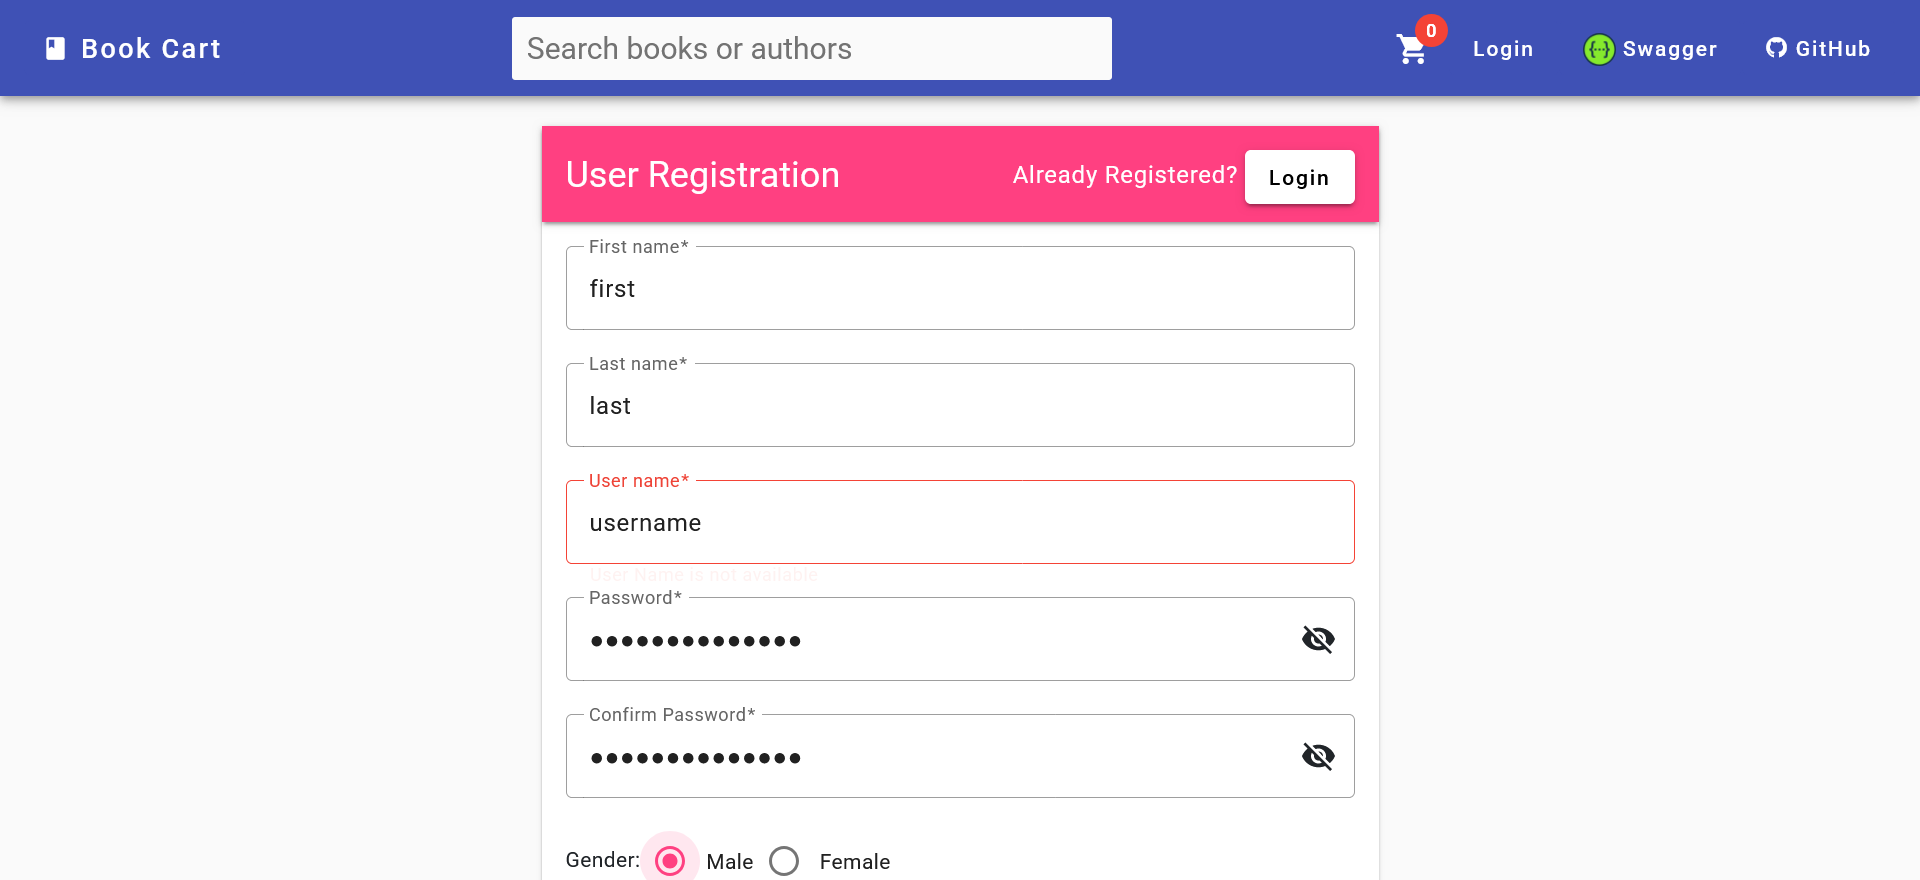 Book Cart
Search books or authors
0
Login
Swagger
GitHub
User Registration
Already Registered?
Login
First name*
first
Last name*
last
User name*
username
User Name is not available
Password*
••••••••••••••
Confirm Password*
••••••••••••••
Gender:
Male
Female